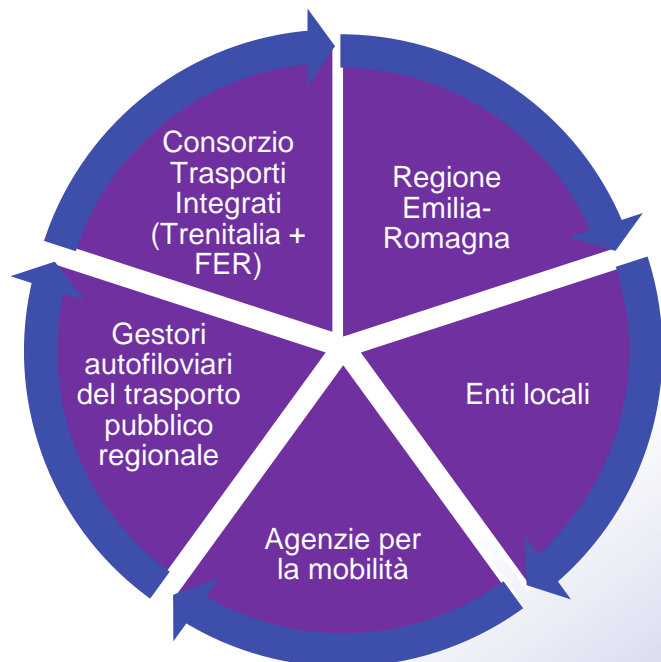 Consorzio
Trasporti
Integrati
(Trenitalia +
FER)
Regione
Emilia-
Romagna
Gestori
autofiloviari
del trasporto
pubblico
regionale
Enti locali
Agenzie per
la mobilità